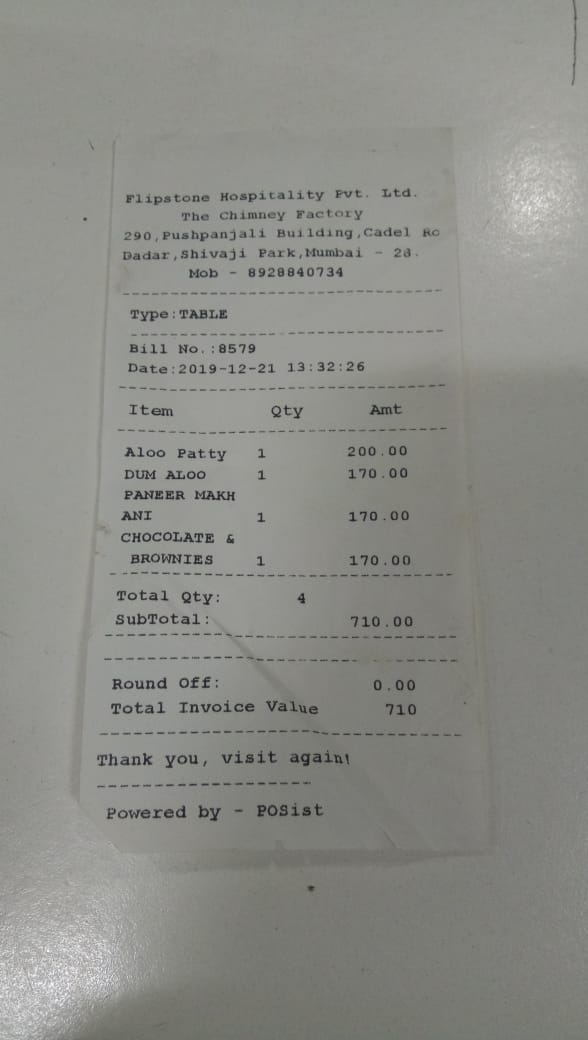 Flipstone Hospitality Pvt. Ltd.
The Chimney Factory
290,Pushpanjali Building,Cadel Ro
Dadar,Shivaji Park,Mumbai - 28.
Mob - 8928840734
Type:TABLE
Bill No.:8579
Date:2019-12-21 13:32:26
Item Qty Amt
Aloo Patty 1 200.00
DUM ALOO 1 170.00
PANEER MAKH
ANI 1 170.00
CHOCOLATE &
BROWNIES 1 170.00
Total Qty: 4
SubTotal: 710.00
Round Off: 0.00
Total Invoice Value 710
Thank you, visit again!
Powered by - POSist